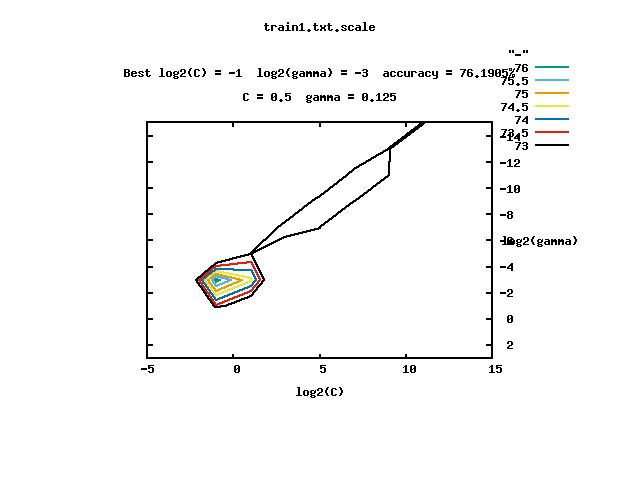 train1.txt.scale
"-"
Best log2(C) = -1 log2(gamma) = -3 accuracy = 76.1905%
76
75.5
C = 0.5 gamma = 0.125
75
74.5
74
73.5
-14
73
-12
-10
-8
-6
log2(gamma)
-4
-2
0
2
-5 0 5 10 15
log2(C)